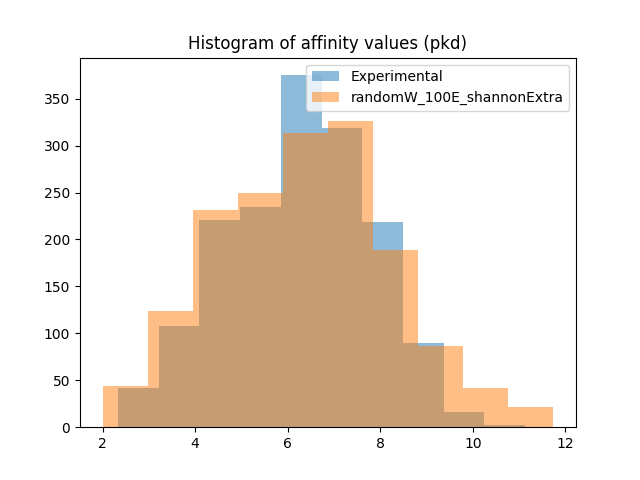 Histogram of affinity values (pkd)
Experimental
randomW_100E_shannonExtra
350
300
250
200
150
100
50
0
2 4 6 8 10 12